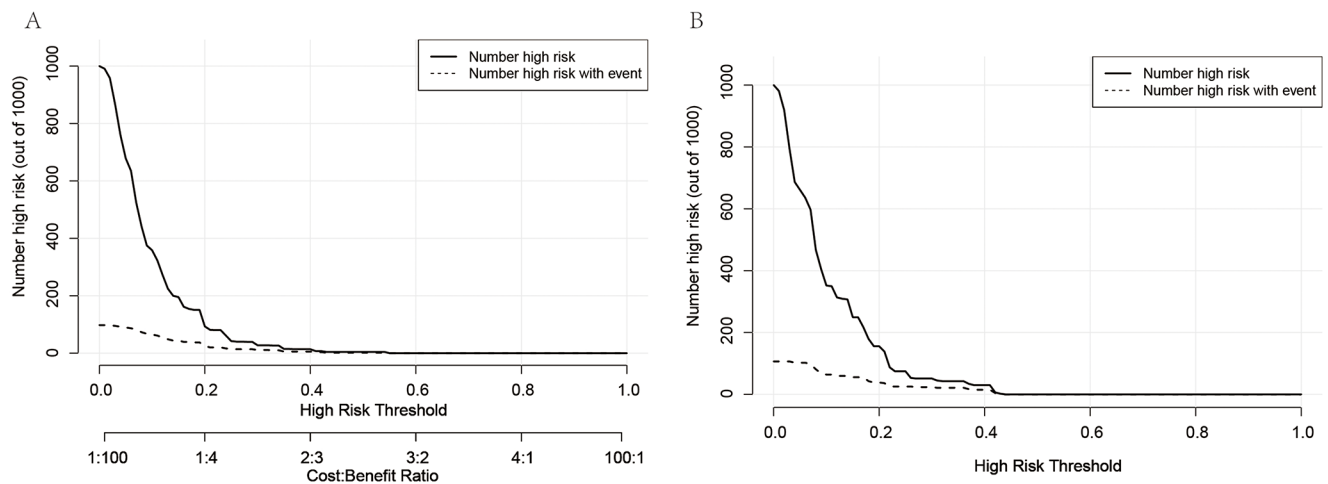 A
Number high risk (out of 1000)
1000
800
600
400
200
0
Number high risk
Number high risk with event
0.0 0.2 0.4 0.6 0.8 1.0
High Risk Threshold
1:100 1:4 2:3 3:2 4:1 100:1
Cost:Benefit Ratio
B
Number high risk (out of 1000)
1000
800
600
400
200
0
Number high risk
Number high risk with event
0.0 0.2 0.4 0.6 0.8 1.0
High Risk Threshold